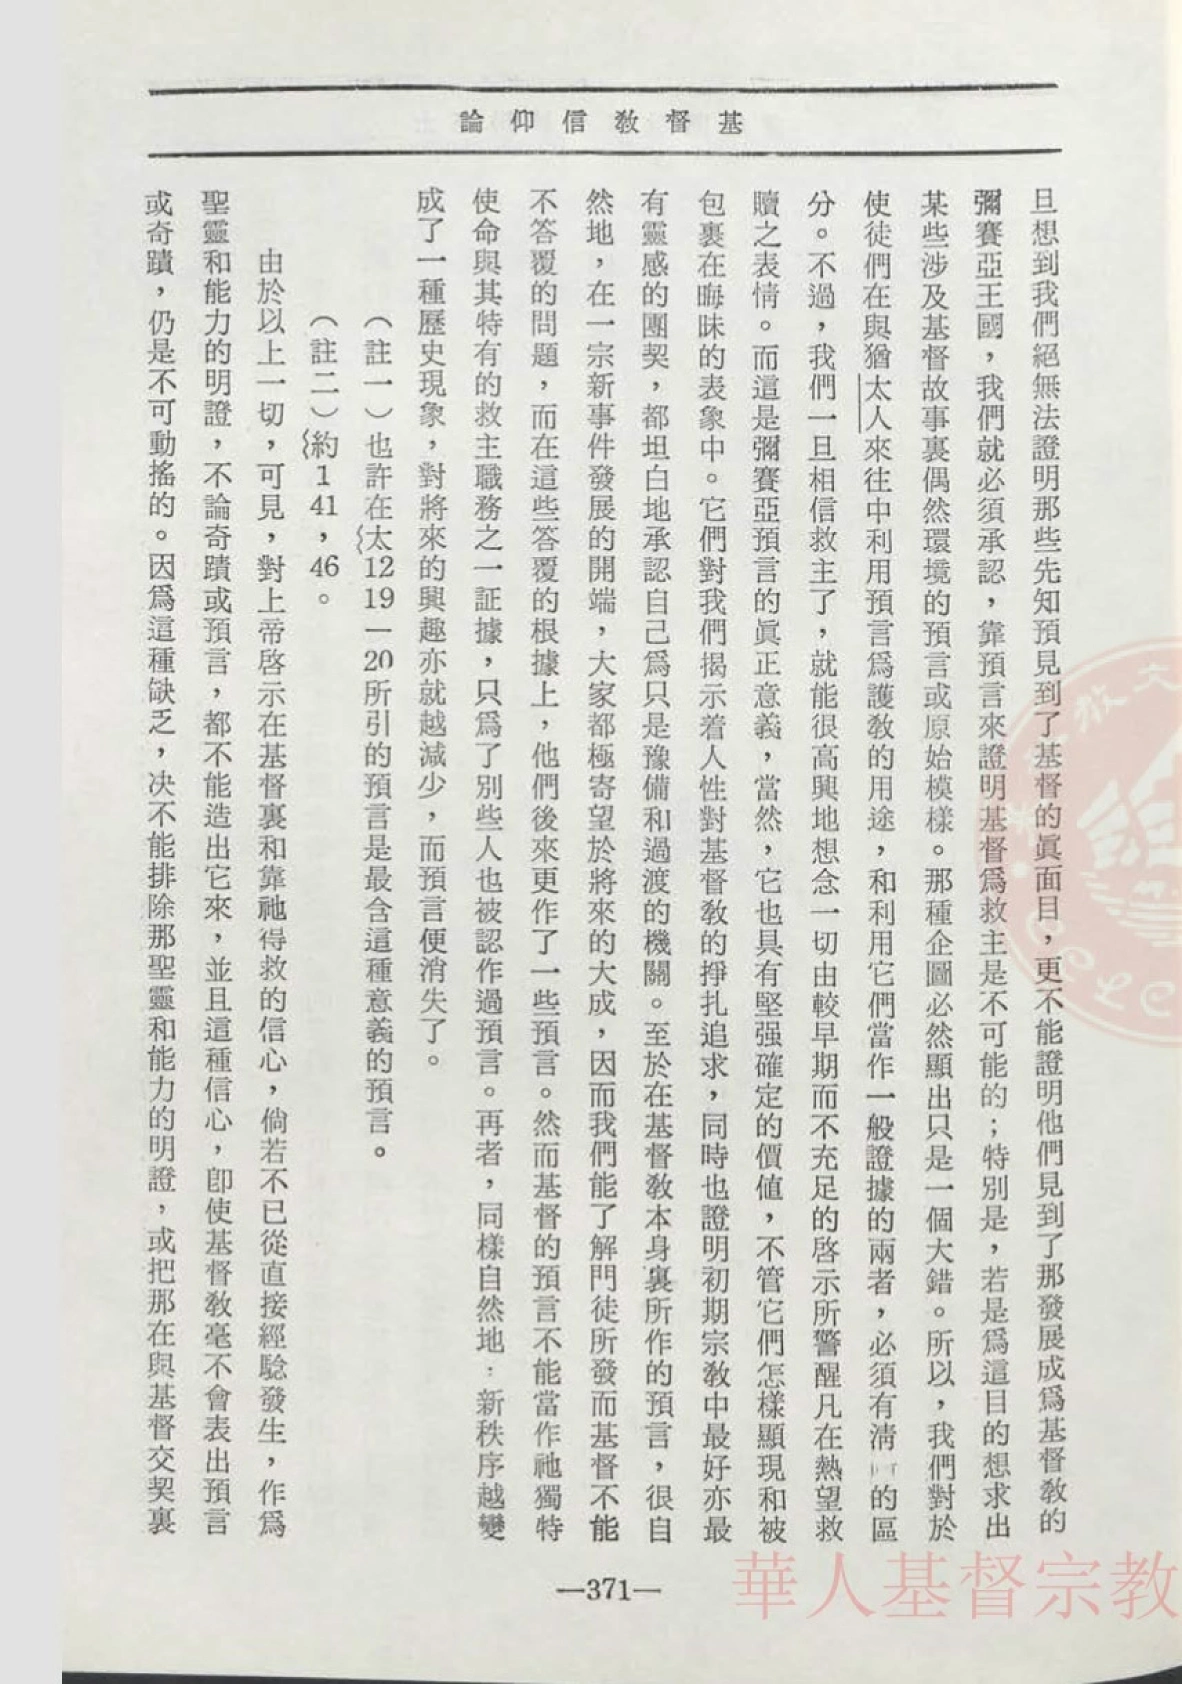 基督教信仰論
旦想到我們絕無法證明那些先知預見到了基督的眞面目，更不能證明他們見到了那發展成爲基督教的
彌賽亞王國，我們就必須承認，靠預言來證明基督爲救主是不可能的；特別是，若是爲這目的想求出
某些涉及基督故事裏偶然環境的預言或原始模樣。那種企圖必然顯出只是一個大錯。所以，我們對於
使徒們在與猶太人來往中利用預言爲護教的用途，和利用它們當作一般證據的兩者，必須有淸的區
分。不過，我們一旦相信救主了，就能很高興地想念一切由較早期而不充足的啓示所警醒凡在熱望救
贖之表情。而這是彌賽亞預言的眞正意義，當然，它也具有堅强確定的價値，不管它們怎樣顯現和被
包裹在晦昧的表象中。它們對我們揭示着人性對基督教的掙扎追求，同時也證明初期宗教中最好亦最
有靈感的團契，都坦白地承認自己爲只是豫備和過渡的機關。至於在基督教本身裏所作的預言，很自
然地，在一宗新事件發展的開端，大家都極寄望於將來的大成，因而我們能了解門徒所發而基督不能
不答覆的問題，而在這些答覆的根據上，他們後來更作了一些預言。然而基督的預言不能當作祂獨特
使命與其特有的救主職務之一証據，只爲了別些人也被認作過預言。再者，同樣自然地：新秩序越變
成了一種歷史現象，對將來的興趣亦就越減少，而預言便消失了。
（註一）也許在太12 19－20所引的預言是最含這種意義的預言。
（註二）約1 41，46。
由於以上一切，可見，對上帝啓示在基督裏和靠祂得救的信心，倘若不已從直接經驗發生，作爲
聖靈和能力的明證，不論奇蹟或預言，都不能造出它來，並且這種信心，卽使基督教毫不會表出預言
或奇蹟，仍是不可動搖的。因爲這種缺乏，决不能排除那聖靈和能力的明證，或把那在與基督交契裏
—371—
華人基督宗教